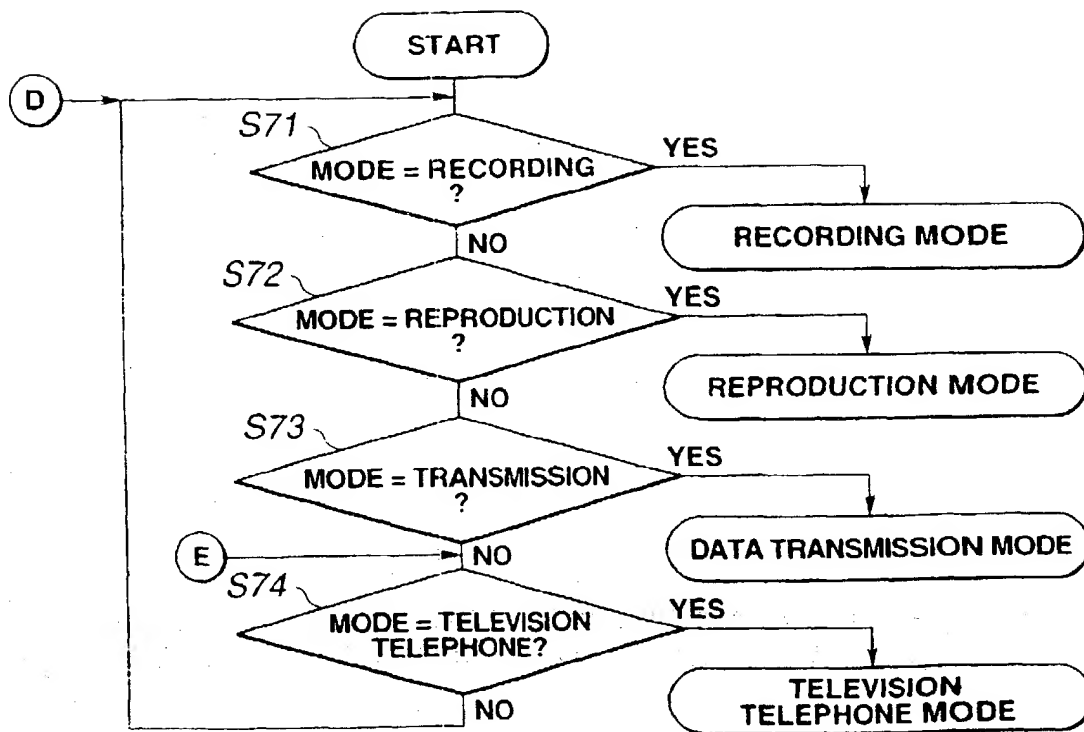 START
D
S71
MODE = RECORDING
?
YES
RECORDING MODE
NO
S72
MODE = REPRODUCTION
?
YES
REPRODUCTION MODE
NO
S73
MODE = TRANSMISSION
?
YES
DATA TRANSMISSION MODE
NO
E
S74
MODE = TELEVISION
TELEPHONE?
YES
TELEVISION
TELEPHONE MODE
NO